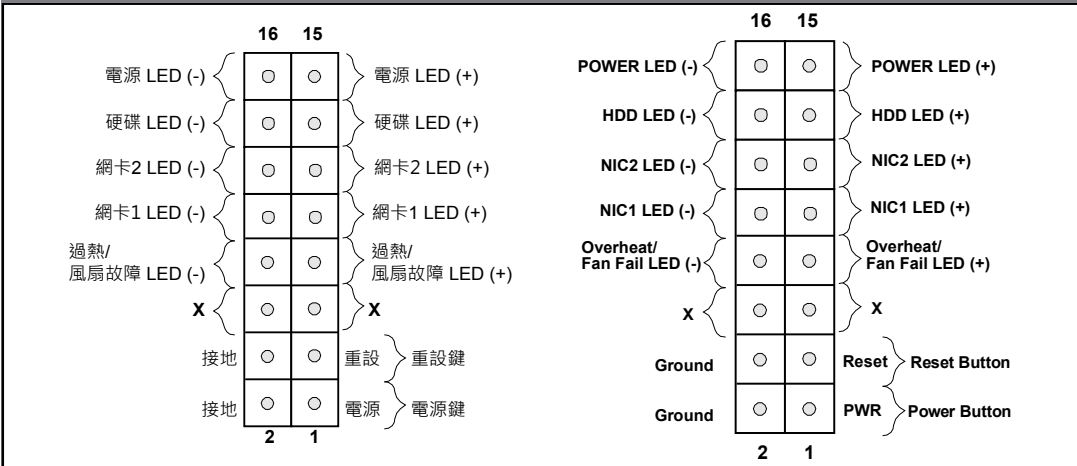 16 15
電源 LED (-) 電源 LED (+)
硬碟 LED (-) 硬碟 LED (+)
網卡2 LED (-) 網卡2 LED (+)
網卡1 LED (-) 網卡1 LED (+)
過熱/ 過熱/
風扇故障 LED (-) 風扇故障 LED (+)
X X
接地 重設 重設鍵
接地 電源 電源鍵
2 1
16 15
POWER LED (-) POWER LED (+)
HDD LED (-) HDD LED (+)
NIC2 LED (-) NIC2 LED (+)
NIC1 LED (-) NIC1 LED (+)
Overheat/ Overheat/
Fan Fail LED (-) Fan Fail LED (+)
X X
Ground Reset Reset Button
Ground PWR Power Button
2 1